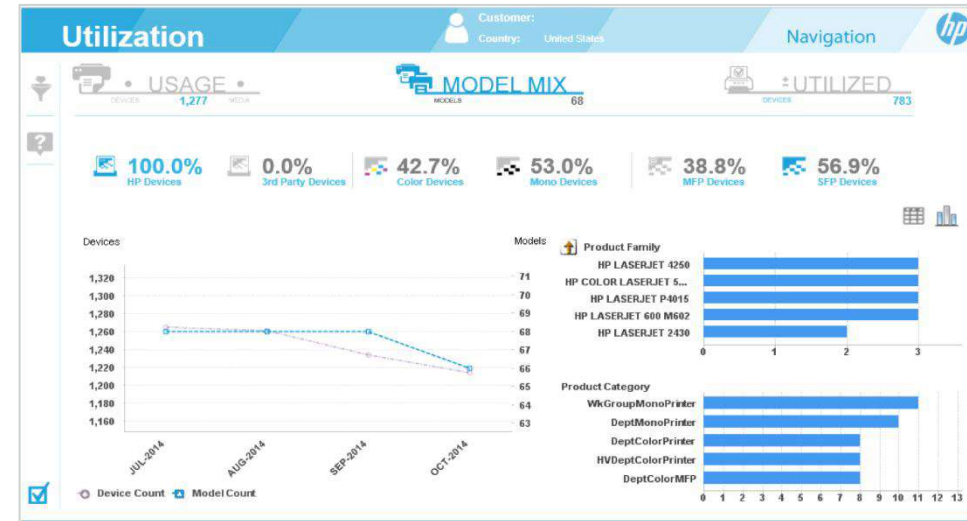 Utilization
Customer:
Country: United States
Navigation
hp
• USAGE •
DEVICES 1,277 MEDIA
MODEL MIX
MODELS 68
± UTILIZED
DEVICES 783
?
100.0%
HP Devices
0.0%
3rd Party Devices
42.7%
Color Devices
53.0%
Mono Devices
38.8%
MFP Devices
56.9%
SFP Devices
Devices
Models
1,320
1,300
1,280
1,260
1,240
1,220
1,200
1,180
1,160
71
70
69
68
67
66
65
64
63
JUL-2014
AUG-2014
SEP-2014
OCT-2014
Device Count Model Count
Product Family
HP LASERJET 4250
HP COLOR LASERJET 5...
HP LASERJET P4015
HP LASERJET 600 M602
HP LASERJET 2430
0 1 2 3
Product Category
WkGroupMonoPrinter
DeptMonoPrinter
DeptColorPrinter
HVDeptColorPrinter
DeptColorMFP
0 1 2 3 4 5 6 7 8 9 10 11 12 13